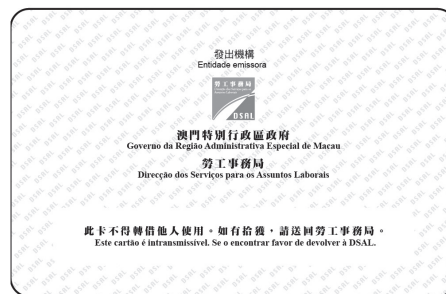 發出機構
Entidade emissora
勞工事務局
DSAL
澳門特別行政區政府
Governo da Região Administrativa Especial de Macau
勞工事務局
Direcção dos Serviços para os Assuntos Laborais
此卡不得轉借他人使用。如有拾獲，請送回勞工事務局。
Este cartão é intransmissível. Se o encontrar favor de devolver à DSAL.